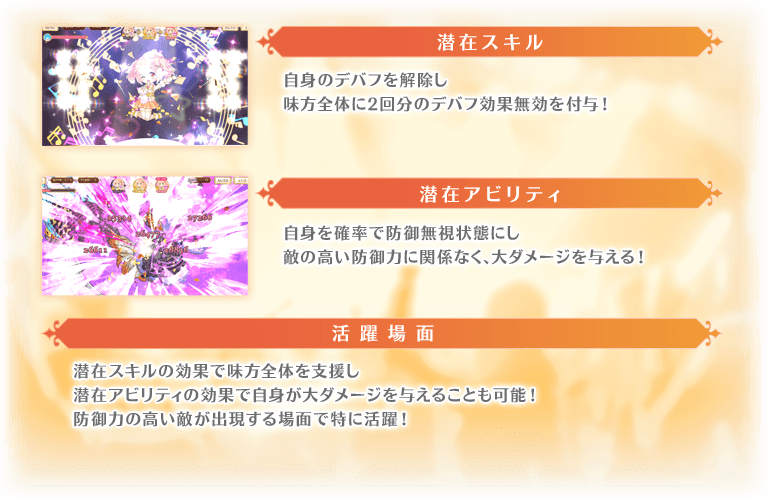 潜在スキル
自身のデバフを解除し
味方全体に2回分のデバフ効果無効を付与！
潜在アビリティ
自身を確率で防御無視状態にし
敵の高い防御力に関係なく、大ダメージを与える！
活躍場面
潜在スキルの効果で味方全体を支援し
潜在アビリティの効果で自身が大ダメージを与えることも可能！
防御力の高い敵が出現する場面で特に活躍！